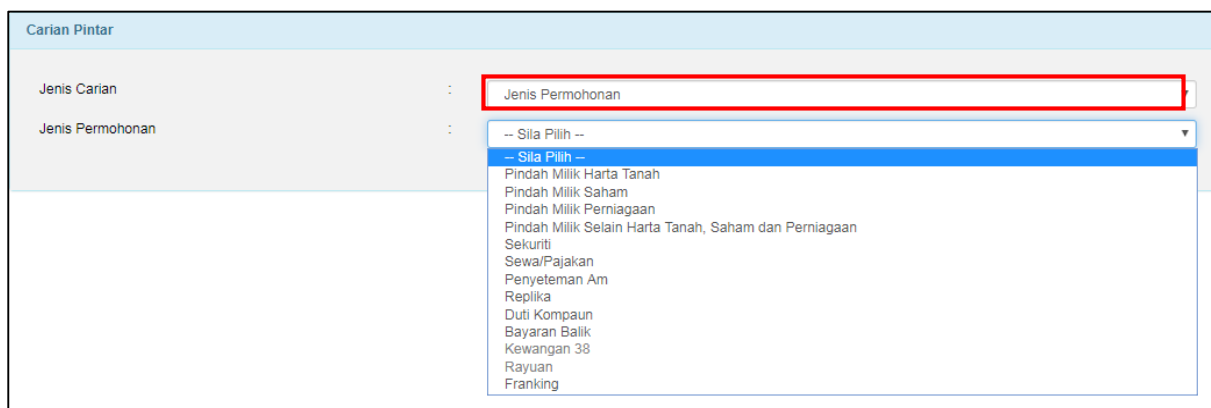 Carian Pintar
Jenis Carian : Jenis Permohonan
Jenis Permohonan : -- Sila Pilih --
-- Sila Pilih --
Pindah Milik Harta Tanah
Pindah Milik Saham
Pindah Milik Perniagaan
Pindah Milik Selain Harta Tanah, Saham dan Perniagaan
Sekuriti
Sewa/Pajakan
Penyeteman Am
Replika
Duti Kompaun
Bayaran Balik
Kewangan 38
Rayuan
Franking